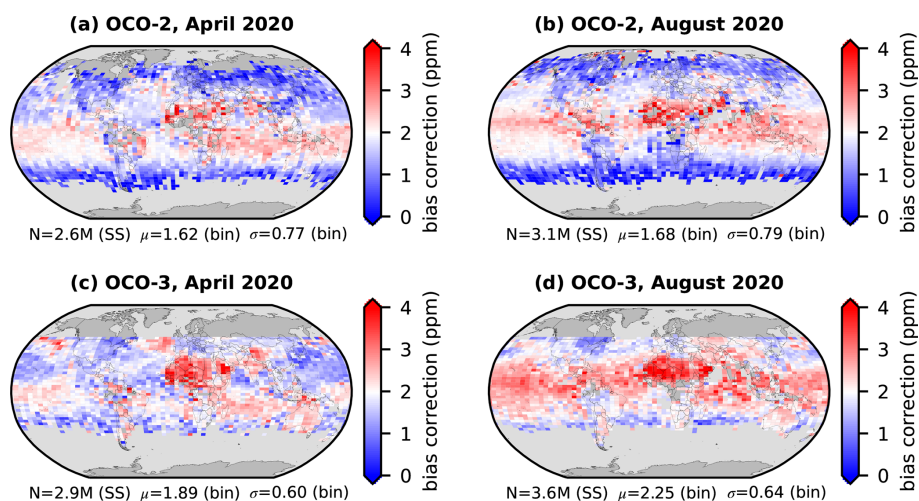 (a) OCO-2, April 2020
4
3
2
1
0
bias correction (ppm)
N=2.6M (SS) μ=1.62 (bin) σ=0.77 (bin)
(b) OCO-2, August 2020
4
3
2
1
0
bias correction (ppm)
N=3.1M (SS) μ=1.68 (bin) σ=0.79 (bin)
(c) OCO-3, April 2020
4
3
2
1
0
bias correction (ppm)
N=2.9M (SS) μ=1.89 (bin) σ=0.60 (bin)
(d) OCO-3, August 2020
4
3
2
1
0
bias correction (ppm)
N=3.6M (SS) μ=2.25 (bin) σ=0.64 (bin)